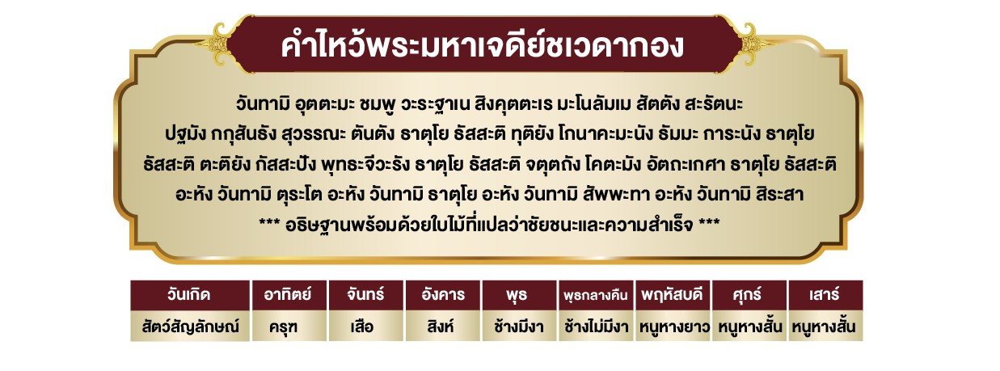 คำไหว้พระมหาเจดีย์ชเวดากอง
วันทามิ อุตตะมะ ชมพู วะระฐาเน สิงคุตตะเร มะโนลัมเม สัตตัง สะรัตนะ
ปฐมัง กกุสันธัง สุวรรณะ ตันตัง ธาตุโย ธัสสะติ ทุติยัง โกนาคะมะนัง ธัมมะ การะนัง ธาตุโย
ธัสสะติ ตะติยัง กัสสะปัง พุทธะจีวะรัง ธาตุโย ธัสสะติ จตุตถัง โคตะมัง อัตถะเกศา ธาตุโย ธัสสะติ
อะหัง วันทามิ ตุระโต อะหัง วันทามิ ธาตุโย อะหัง วันทามิ สัพพะทา อะหัง วันทามิ สิระสา
*** อธิษฐานพร้อมด้วยใบไม้ที่แปลว่าชัยชนะและความสำเร็จ ***
วันเกิด อาทิตย์ จันทร์ อังคาร พุธ พุธกลางคืน พฤหัสบดี ศุกร์ เสาร์
สัตว์สัญลักษณ์ ครุฑ เสือ สิงห์ ช้างมีงา ช้างไม่มีงา หนูหางยาว หนูหางสั้น หนูหางสั้น